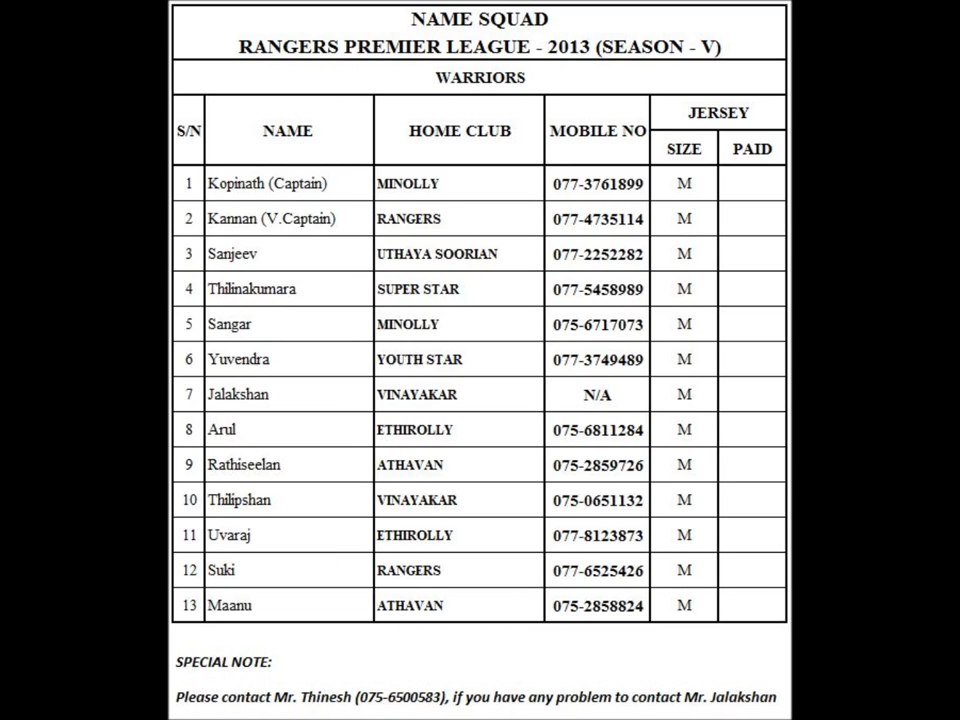 NAME SQUAD
RANGERS PREMIER LEAGUE - 2013 (SEASON - V)
WARRIORS
S/N NAME HOME CLUB MOBILE NO JERSEY
SIZE PAID
1 Kopinath (Captain) MINOLLY 077-3761899 M
2 Kannan (V.Captain) RANGERS 077-4735114 M
3 Sanjeev UTHAYA SOORIAN 077-2252282 M
4 Thilinakumara SUPER STAR 077-5458989 M
5 Sangar MINOLLY 075-6717073 M
6 Yuvendra YOUTH STAR 077-3749489 M
7 Jalakshan VINAYAKAR N/A M
8 Arul ETHIROLLY 075-6811284 M
9 Rathiseelan ATHAVAN 075-2859726 M
10 Thilipshan VINAYAKAR 075-0651132 M
11 Uvaraj ETHIROLLY 077-8123873 M
12 Suki RANGERS 077-6525426 M
13 Maanu ATHAVAN 075-2858824 M
SPECIAL NOTE:
Please contact Mr. Thinesh (075-6500583), if you have any problem to contact Mr. Jalakshan